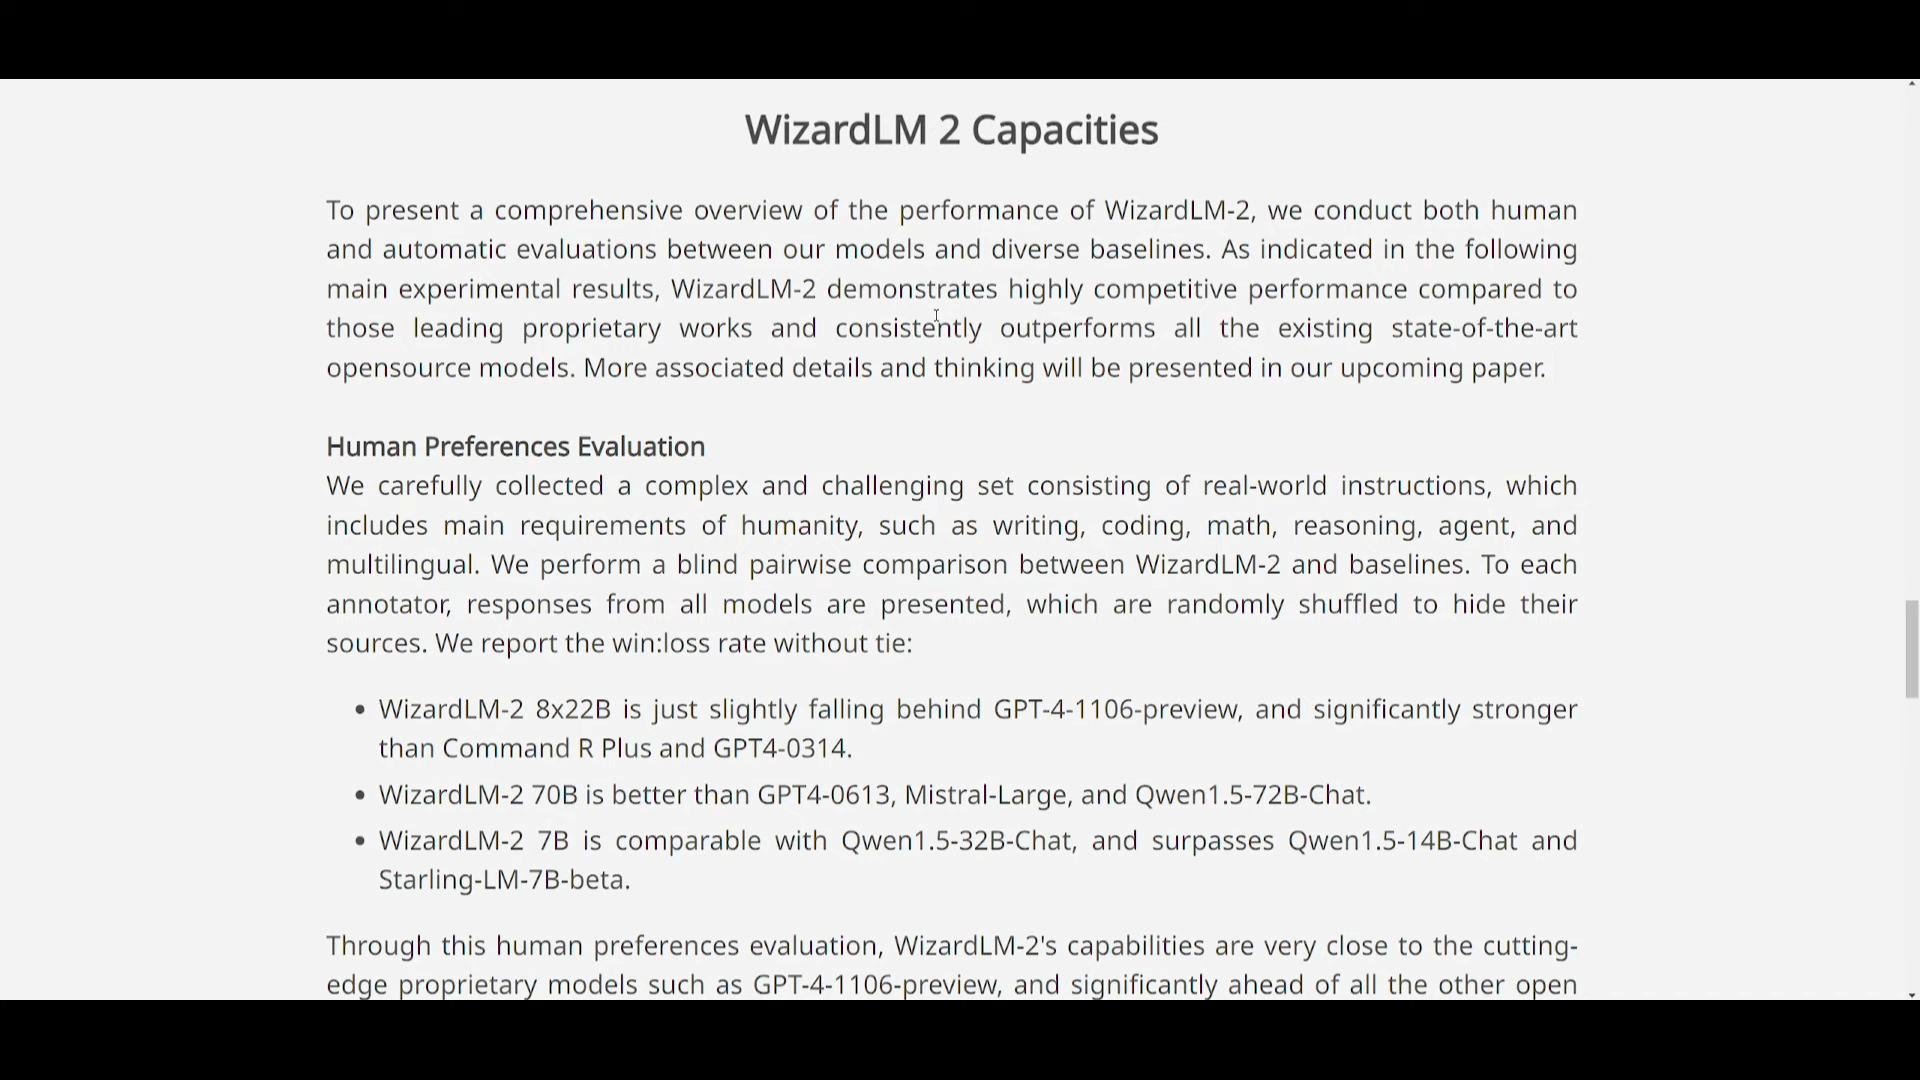 WizardLM 2 Capacities
To present a comprehensive overview of the performance of WizardLM-2, we conduct both human
and automatic evaluations between our models and diverse baselines. As indicated in the following
main experimental results, WizardLM-2 demonstrates highly competitive performance compared to
those leading proprietary works and consistently outperforms all the existing state-of-the-art
opensource models. More associated details and thinking will be presented in our upcoming paper.
Human Preferences Evaluation
We carefully collected a complex and challenging set consisting of real-world instructions, which
includes main requirements of humanity, such as writing, coding, math, reasoning, agent, and
multilingual. We perform a blind pairwise comparison between WizardLM-2 and baselines. To each
annotator, responses from all models are presented, which are randomly shuffled to hide their
sources. We report the win:loss rate without tie:
• WizardLM-2 8x22B is just slightly falling behind GPT-4-1106-preview, and significantly stronger
than Command R Plus and GPT4-0314.
• WizardLM-2 70B is better than GPT4-0613, Mistral-Large, and Qwen1.5-72B-Chat.
• WizardLM-2 7B is comparable with Qwen1.5-32B-Chat, and surpasses Qwen1.5-14B-Chat and
Starling-LM-7B-beta.
Through this human preferences evaluation, WizardLM-2's capabilities are very close to the cutting-
edge proprietary models such as GPT-4-1106-preview, and significantly ahead of all the other open